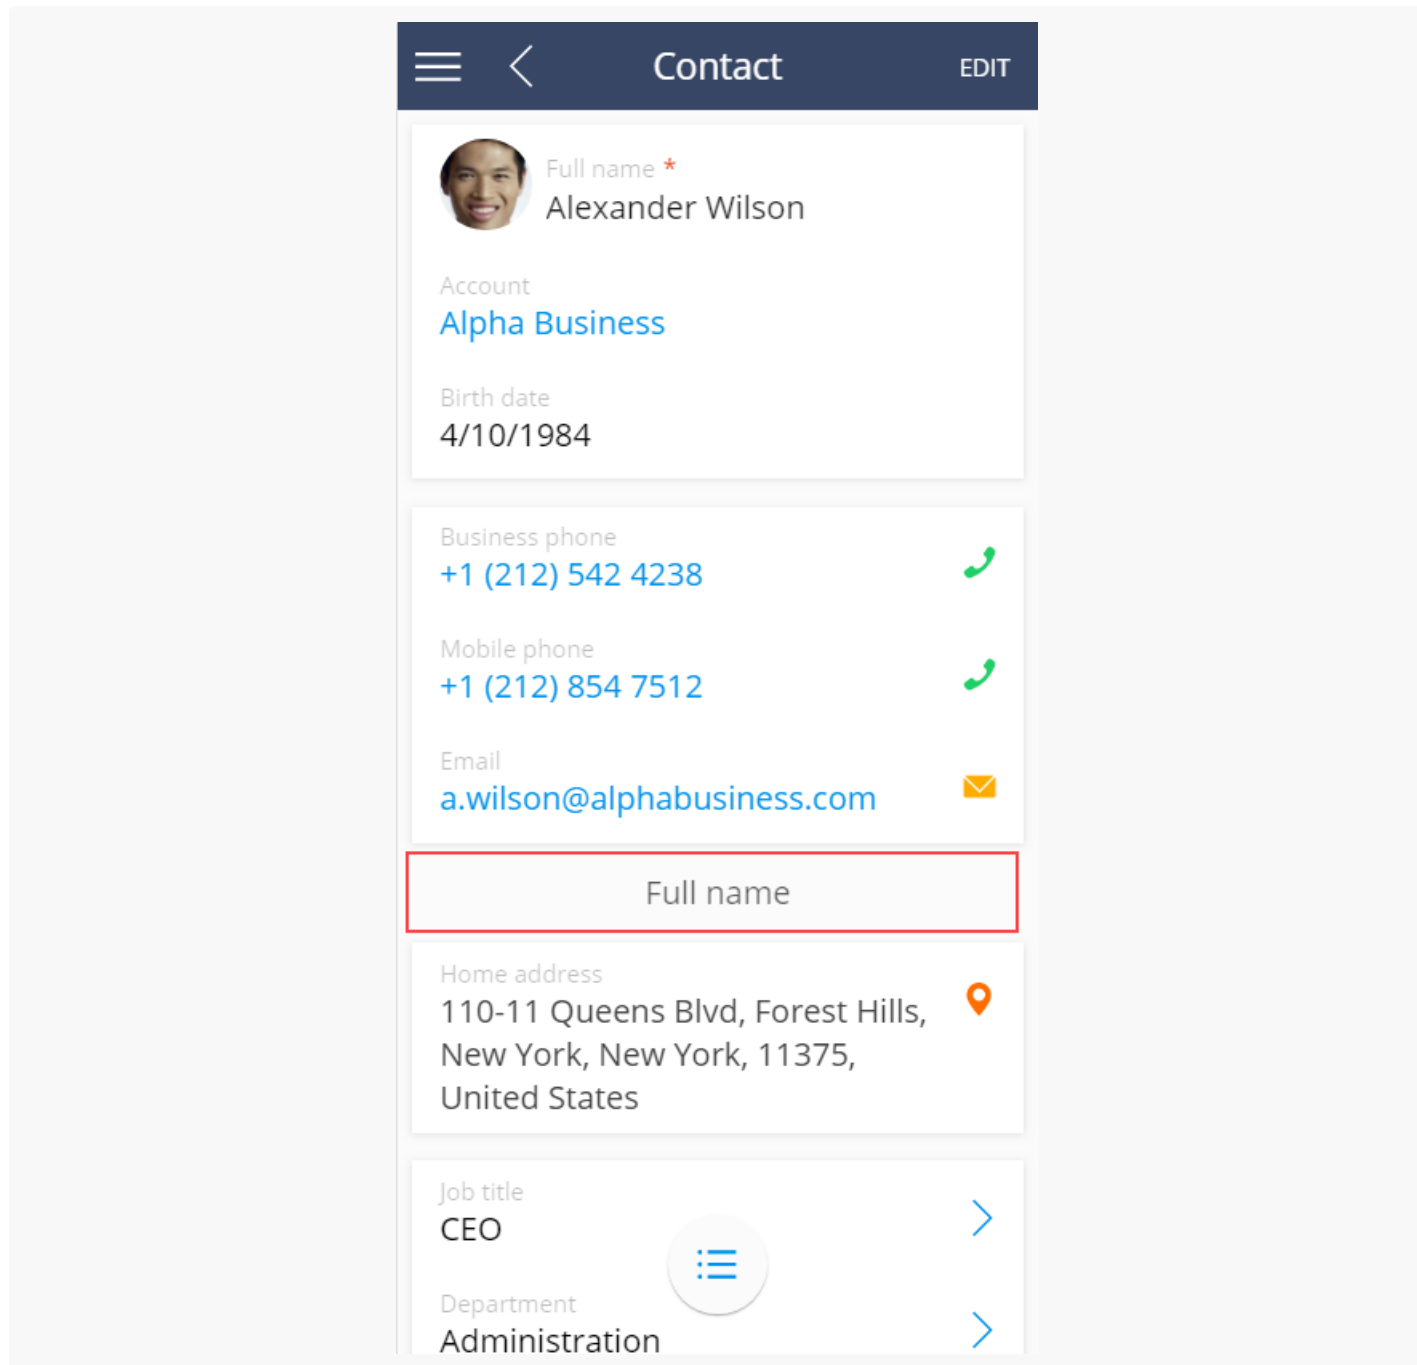 Contact
EDIT
Full name *
Alexander Wilson
Account
Alpha Business
Birth date
4/10/1984
Business phone
+1 (212) 542 4238
Mobile phone
+1 (212) 854 7512
Email
a.wilson@alphabusiness.com
Full name
Home address
110-11 Queens Blvd, Forest Hills,
New York, New York, 11375,
United States
Job title
CEO
Department
Administration